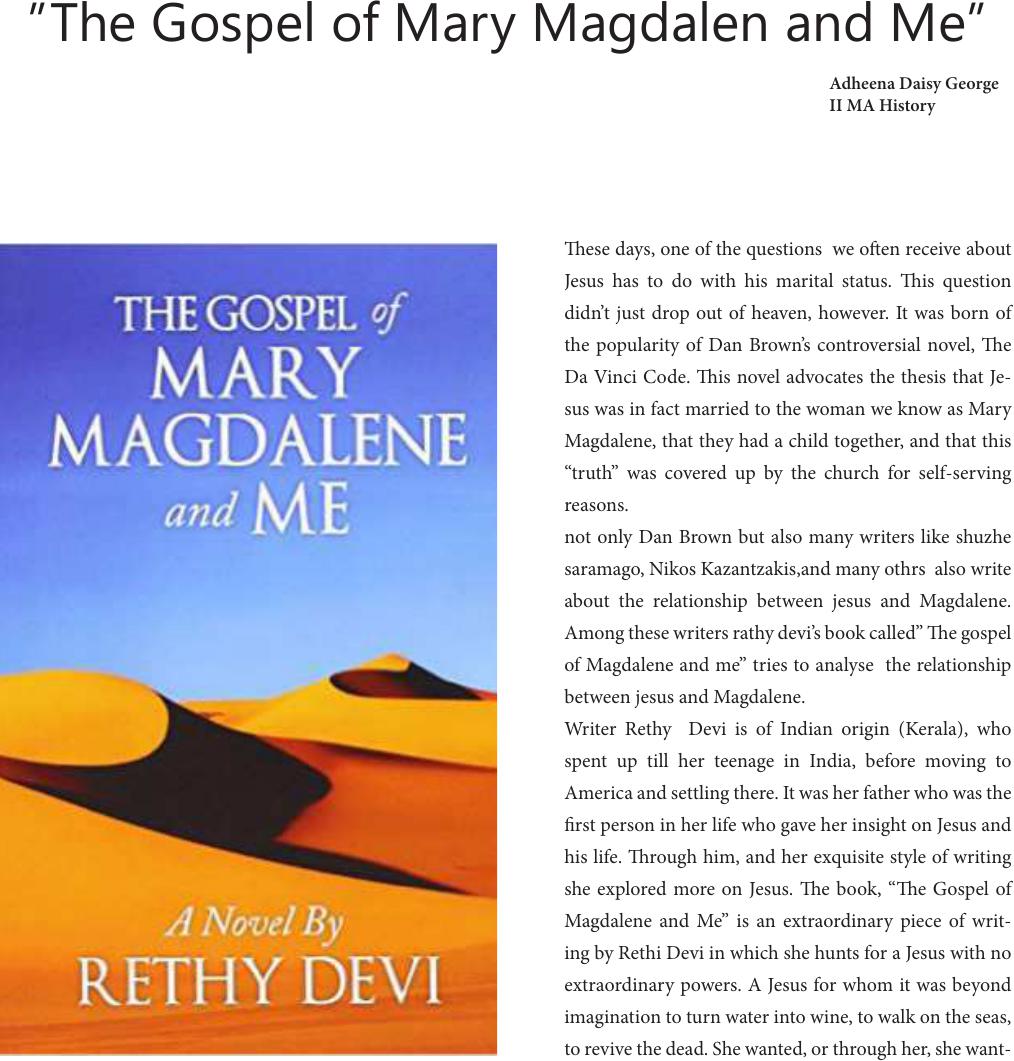 "The Gospel of Mary Magdalen and Me"
Adheena Daisy George
II MA History
THE GOSPEL of
MARY
MAGDALENE
and ME
A Novel By
RETHY DEVI
These days, one of the questions  we often receive about
Jesus has to do with his marital status. This question
didn't just drop out of heaven, however. It was born of
the popularity of Dan Brown's controversial novel, The
Da Vinci Code. This novel advocates the thesis that Je-
sus was in fact married to the woman we know as Mary
Magdalene, that they had a child together, and that this
“truth” was covered up by the church for self-serving
reasons.
not only Dan Brown but also many writers like shuzhe
saramago, Nikos Kazantzakis,and many othrs  also write
about the relationship between jesus and Magdalene.
Among these writers rathy devi's book called” The gospel
of Magdalene and me” tries to analyse  the relationship
between jesus and Magdalene.
Writer Rethy  Devi is of Indian origin (Kerala), who
spent up till her teenage in India, before moving to
America and settling there. It was her father who was the
first person in her life who gave her insight on Jesus and
his life. Through him, and her exquisite style of writing
she explored more on Jesus. The book, “The Gospel of
Magdalene and Me” is an extraordinary piece of writ-
ing by Rethi Devi in which she hunts for a Jesus with no
extraordinary powers. A Jesus for whom it was beyond
imagination to turn water into wine, to walk on the seas,
to revive the dead. She wanted, or through her, she want-